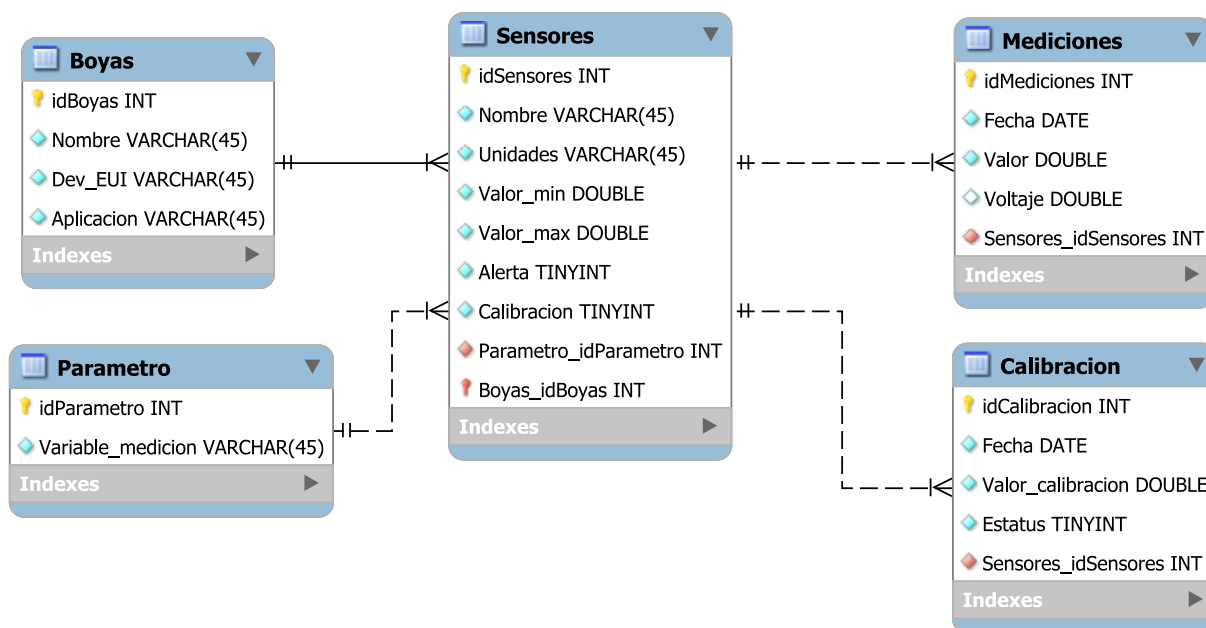 Boyas
idBoyas INT
Nombre VARCHAR(45)
Dev_EUI VARCHAR(45)
Aplicacion VARCHAR(45)
Indexes
Parametro
idParametro INT
Variable_medicion VARCHAR(45)
Indexes
Sensores
idSensores INT
Nombre VARCHAR(45)
Unidades VARCHAR(45)
Valor_min DOUBLE
Valor_max DOUBLE
Alerta TINYINT
Calibracion TINYINT
Parametro_idParametro INT
Boyas_idBoyas INT
Indexes
Mediciones
idMediciones INT
Fecha DATE
Valor DOUBLE
Voltaje DOUBLE
Sensores_idSensores INT
Indexes
Calibracion
idCalibracion INT
Fecha DATE
Valor_calibracion DOUBLE
Estatus TINYINT
Sensores_idSensores INT
Indexes